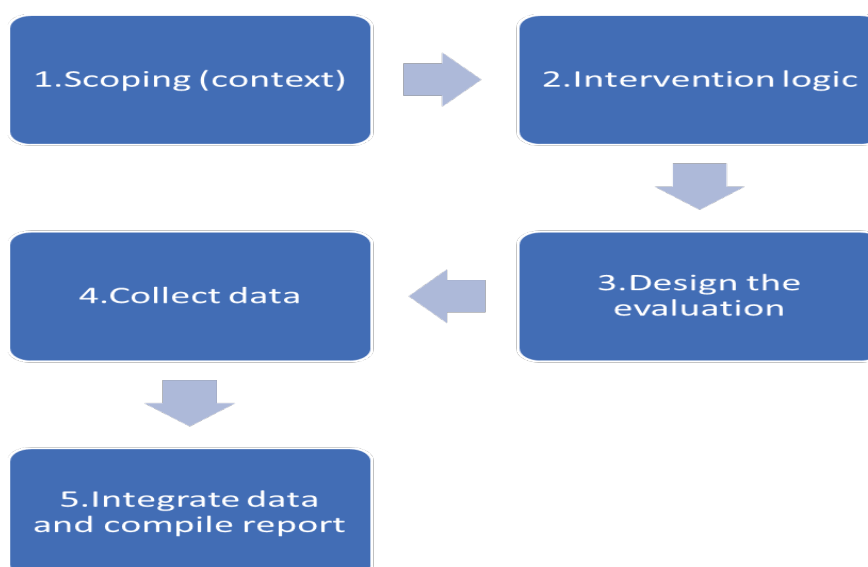 1.Scoping (context)
2.Intervention logic
3.Design the
evaluation
4.Collect data
5.Integrate data
and compile report